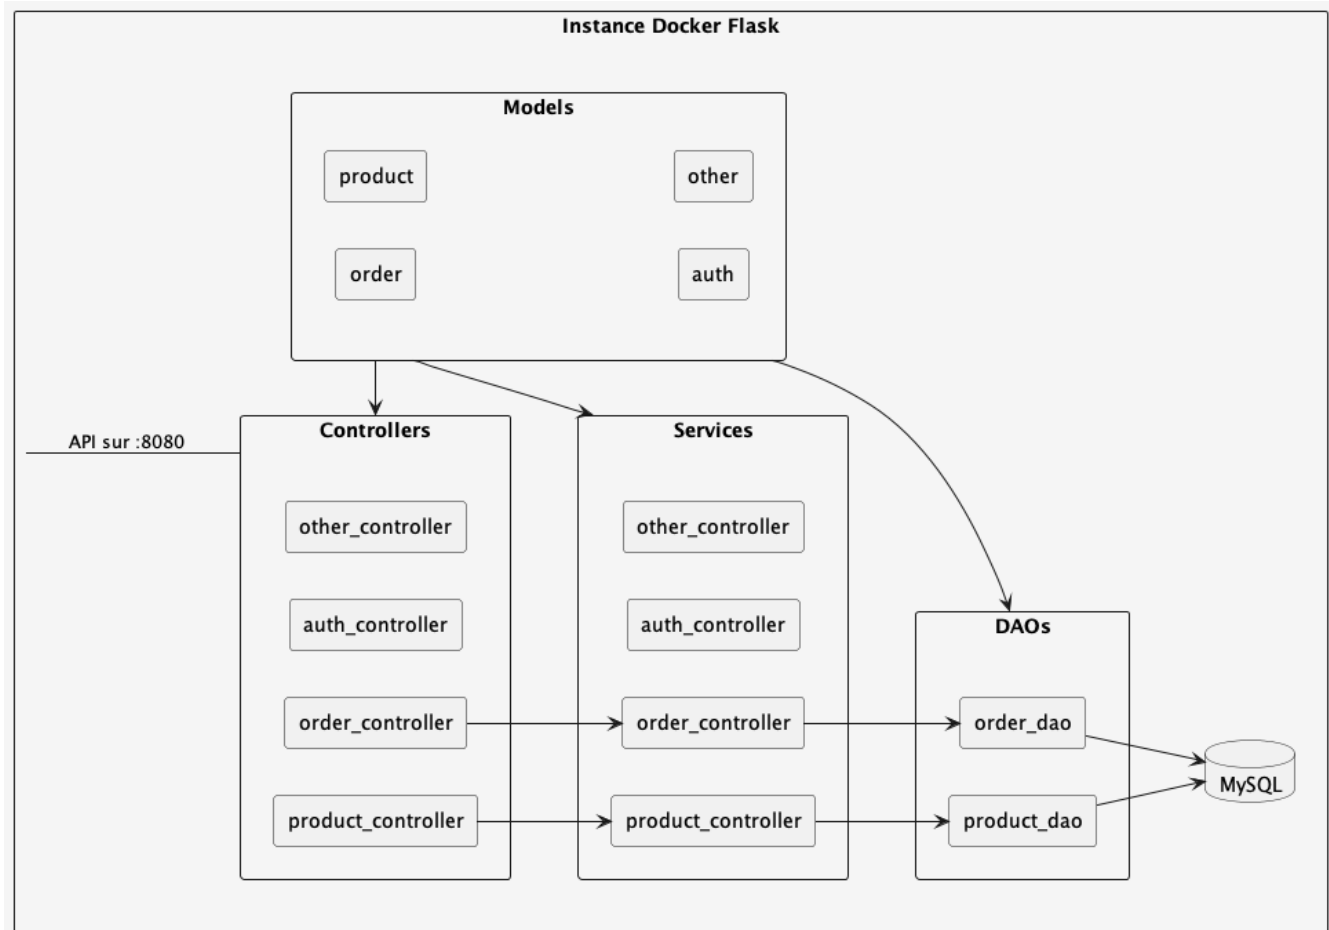 Instance Docker Flask
Models
product
other
order
auth
API sur :8080
Controllers
other_controller
auth_controller
order_controller
product_controller
Services
other_controller
auth_controller
order_controller
product_controller
DAOs
order_dao
product_dao
MySQL